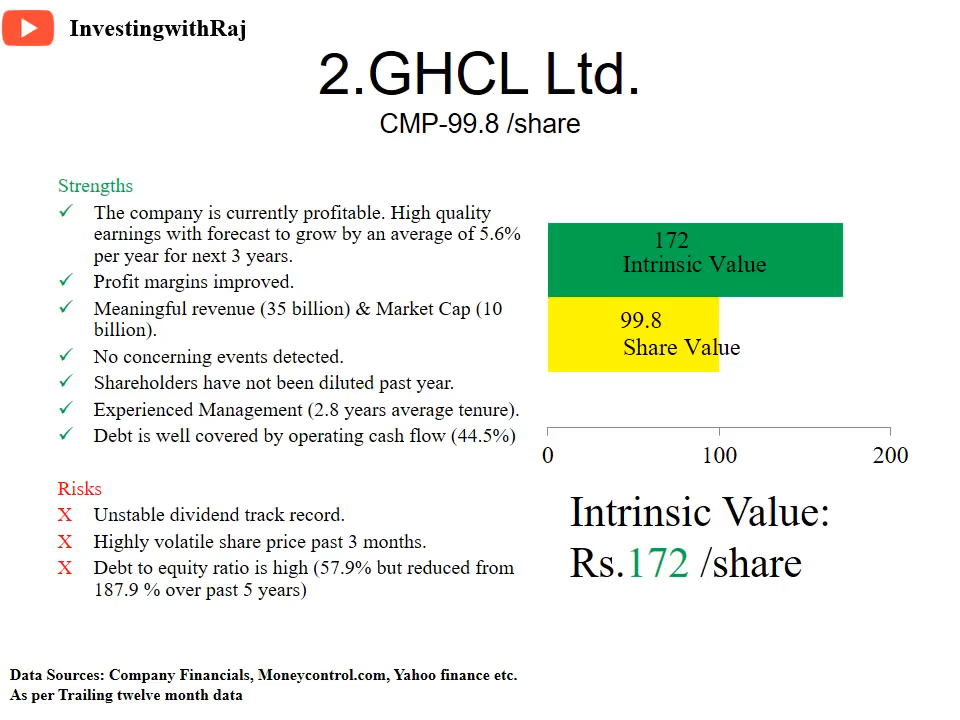 InvestingwithRaj
2.GHCL Ltd.
CMP-99.8 /share
Strengths
✓ The company is currently profitable. High quality
earnings with forecast to grow by an average of 5.6%
per year for next 3 years.
✓ Profit margins improved.
✓ Meaningful revenue (35 billion) & Market Cap (10
billion).
✓ No concerning events detected.
✓ Shareholders have not been diluted past year.
✓ Experienced Management (2.8 years average tenure).
✓ Debt is well covered by operating cash flow (44.5%)
Risks
X Unstable dividend track record.
X Highly volatile share price past 3 months.
X Debt to equity ratio is high (57.9% but reduced from
187.9 % over past 5 years)
172
Intrinsic Value
99.8
Share Value
0 100 200
Intrinsic Value:
Rs.172 /share
Data Sources: Company Financials, Moneycontrol.com, Yahoo finance etc.
As per Trailing twelve month data